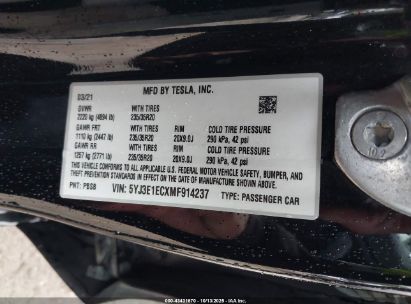 MFD BY TESLA, INC.
03/21
GVWR WITH TIRES
2220 kg (4894 lb) 235/35R20
GAWR FRT WITH TIRES RIM COLD TIRE PRESSURE
1110 kg (2447 lb) 235/35R20 20X9.0J 290 kPa, 42 psi
GAWR RR WITH TIRES RIM COLD TIRE PRESSURE
1257 kg (2771 lb) 235/35R20 20X9.0J 290 kPa, 42 psi
THIS VEHICLE CONFORMS TO ALL APPLICABLE U.S. FEDERAL MOTOR VEHICLE SAFETY, BUMPER, AND
THEFT PREVENTION STANDARDS IN EFFECT ON THE DATE OF MANUFACTURE SHOWN ABOVE.
PNT: PBSB VIN: 5YJ3E1ECXMF914237 TYPE: PASSENGER CAR